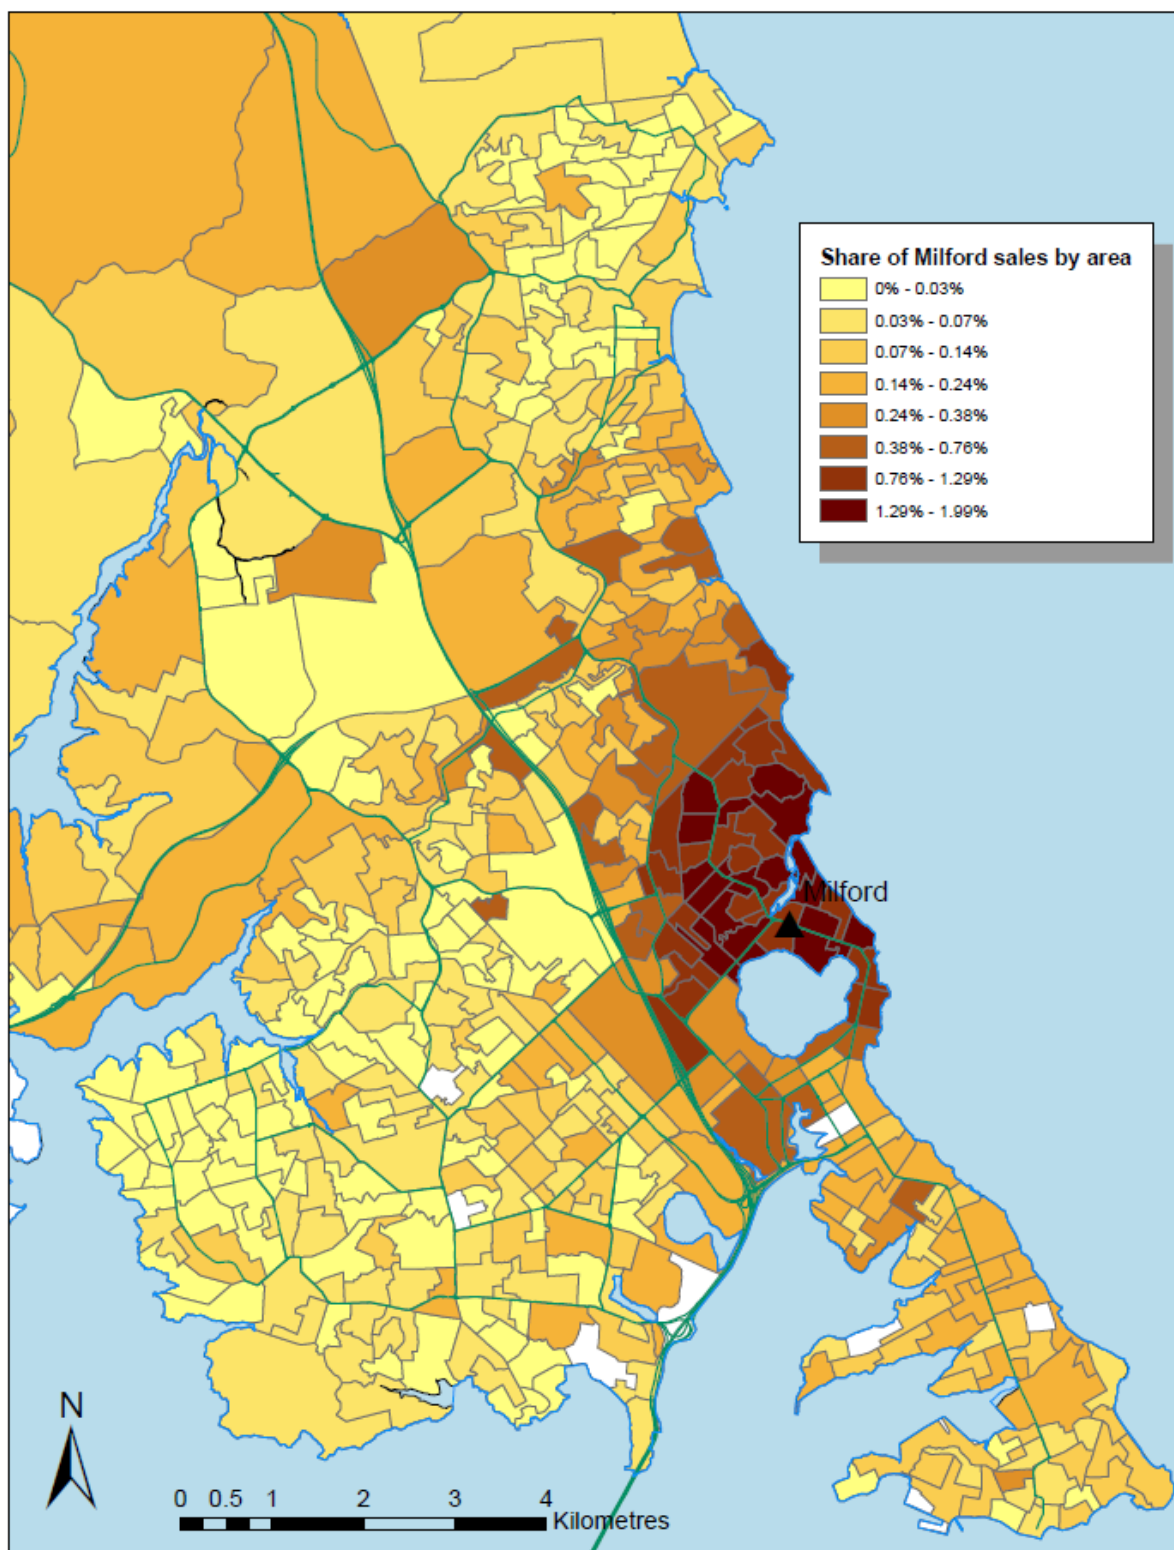 Share of Milford sales by area
0% - 0.03%
0.03% - 0.07%
0.07% - 0.14%
0.14% - 0.24%
0.24% - 0.38%
0.38% - 0.76%
0.76% - 1.29%
1.29% - 1.99%
Milford
N
0 0.5 1 2 3 4
Kilometres